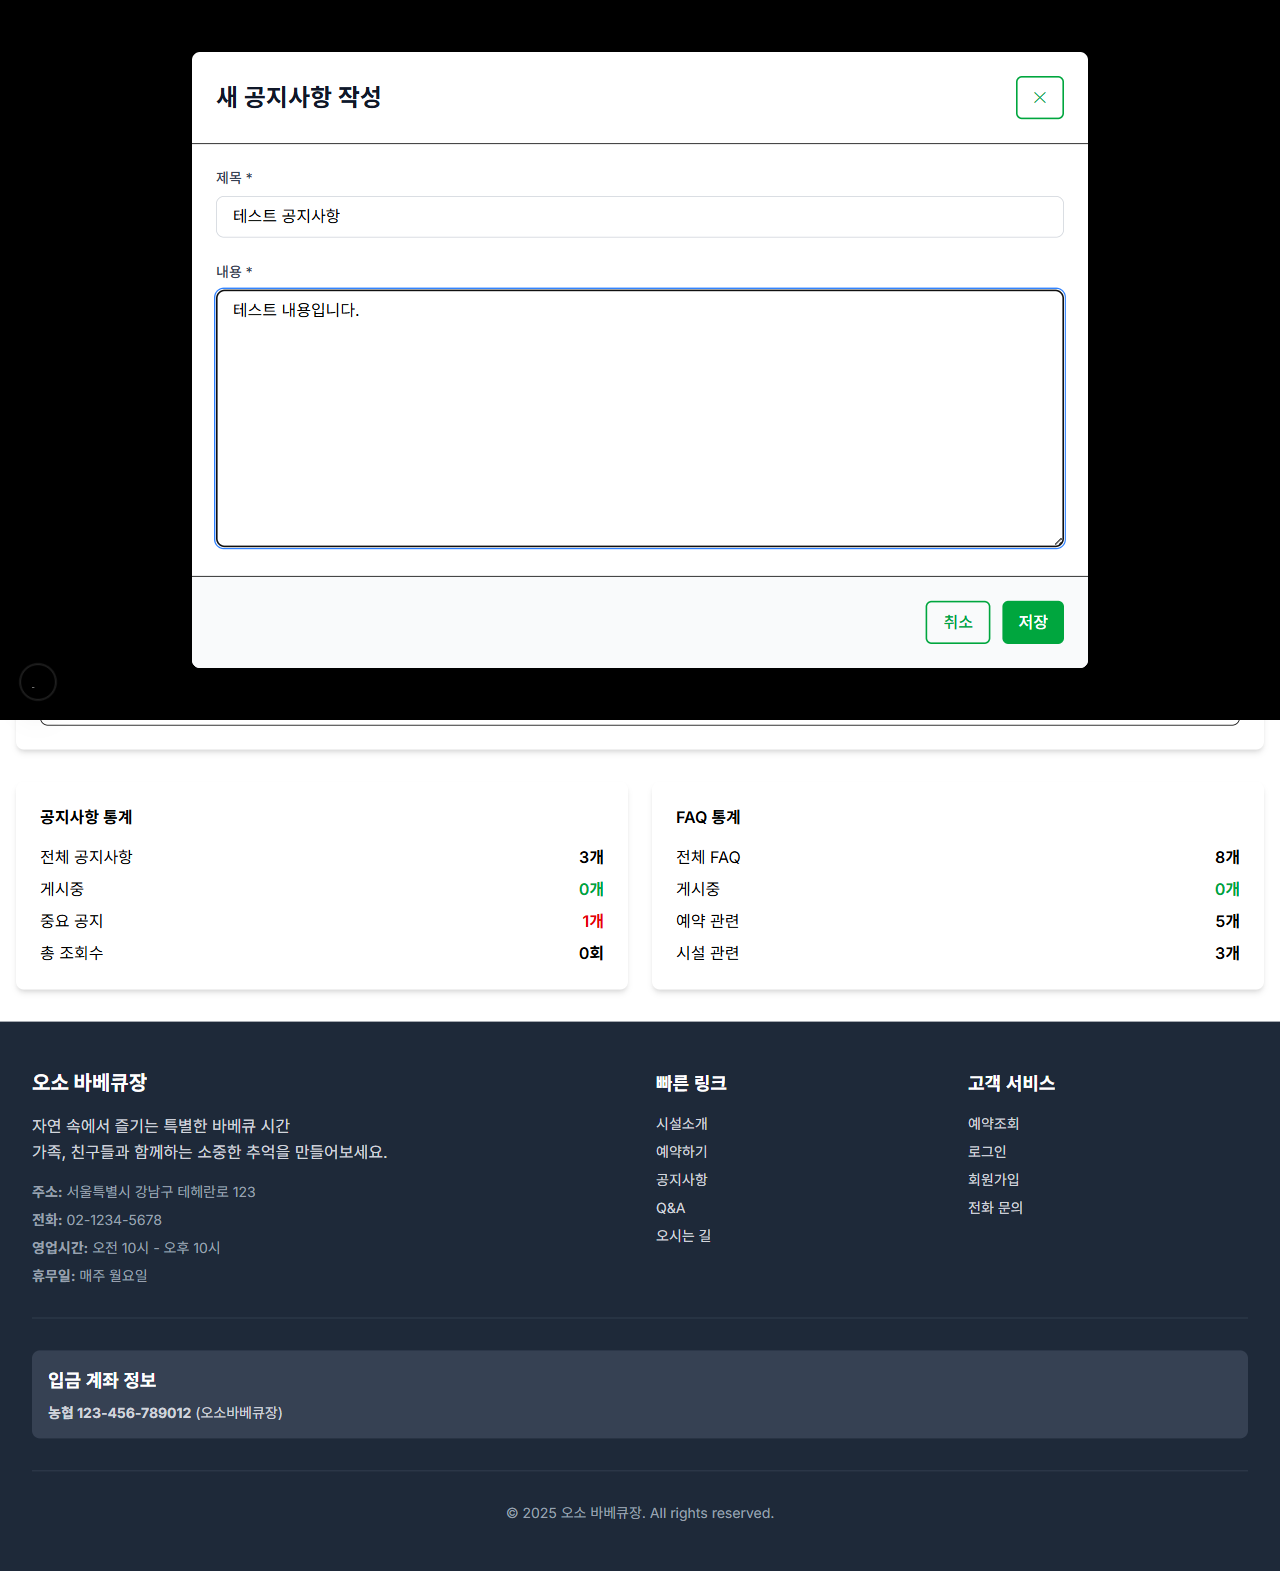 새 공지사항 작성
제목 *
테스트 공지사항
내용 *
테스트 내용입니다.
취소
저장
공지사항 통계
전체 공지사항 3개
게시중 0개
중요 공지 1개
총 조회수 0회
FAQ 통계
전체 FAQ 8개
게시중 0개
예약 관련 5개
시설 관련 3개
오소 바베큐장
자연 속에서 즐기는 특별한 바베큐 시간
가족, 친구들과 함께하는 소중한 추억을 만들어보세요.
주소: 서울특별시 강남구 테헤란로 123
전화: 02-1234-5678
영업시간: 오전 10시 - 오후 10시
휴무일: 매주 월요일
빠른 링크
시설소개
예약하기
공지사항
Q&A
오시는 길
고객 서비스
예약조회
로그인
회원가입
전화 문의
입금 계좌 정보
농협 123-456-789012 (오소바베큐장)
© 2025 오소 바베큐장. All rights reserved.